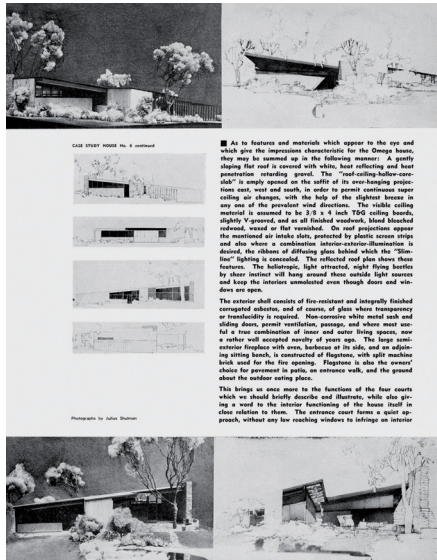 CASE STUDY HOUSE No. 6 continued
■ As to features and materials which appear to the eye and
which give the impressions characteristic for the Omega house,
they may be summed up in the following manner: A gently
sloping flat roof is covered with white, heat reflecting and heat
penetration retarding gravel. The "roof-ceiling-hollow-core-
slab" is amply opened on the soffit of its over-hanging projec-
tions east, west and south, in order to permit continuous super
ceiling air changes, with the help of the slightest breeze in
any one of the prevalent wind directions. The visible ceiling
material is assumed to be 3/8 x 4 inch T&G ceiling boards,
slightly V-grooved, and as all finished woodwork, blond bleached
redwood, waxed or flat varnished. On roof projections appear
the mentioned air intake slots, protected by plastic screen strips
and also where a combination interior-exterior-illumination is
desired, the ribbons of diffusing glass behind which the "Slim-
line" lighting is concealed. The reflected roof plan shows these
features. The heliotropic, light attracted, night flying beetles
by sheer instinct will hang around these outside light sources
and keep the interiors unmolested even though doors and win-
dows are open.
The exterior shell consists of fire-resistant and integrally finished
corrugated asbestos, and of course, of glass where transparency
or translucidity is required. Non-corrosive white metal sash and
sliding doors, permit ventilation, passage, and where most use-
ful a true combination of inner and outer living spaces, now
a rather well accepted novelty of years ago. The large semi-
exterior fireplace with oven, barbecue at its side, and an adjoin-
ing sitting bench, is constructed of flagstone, with split machine
brick used for the fire opening. Flagstone is also the owners'
choice for pavement in patio, on entrance walk, and the ground
about the outdoor eating place.
This brings us once more to the functions of the four courts
which we should briefly describe and illustrate, while also giv-
ing a word to the interior functioning of the house itself in
close relation to them. The entrance court forms a quiet ap-
proach, without any low reaching windows to infringe on interior
Photographs by Julius Shulman